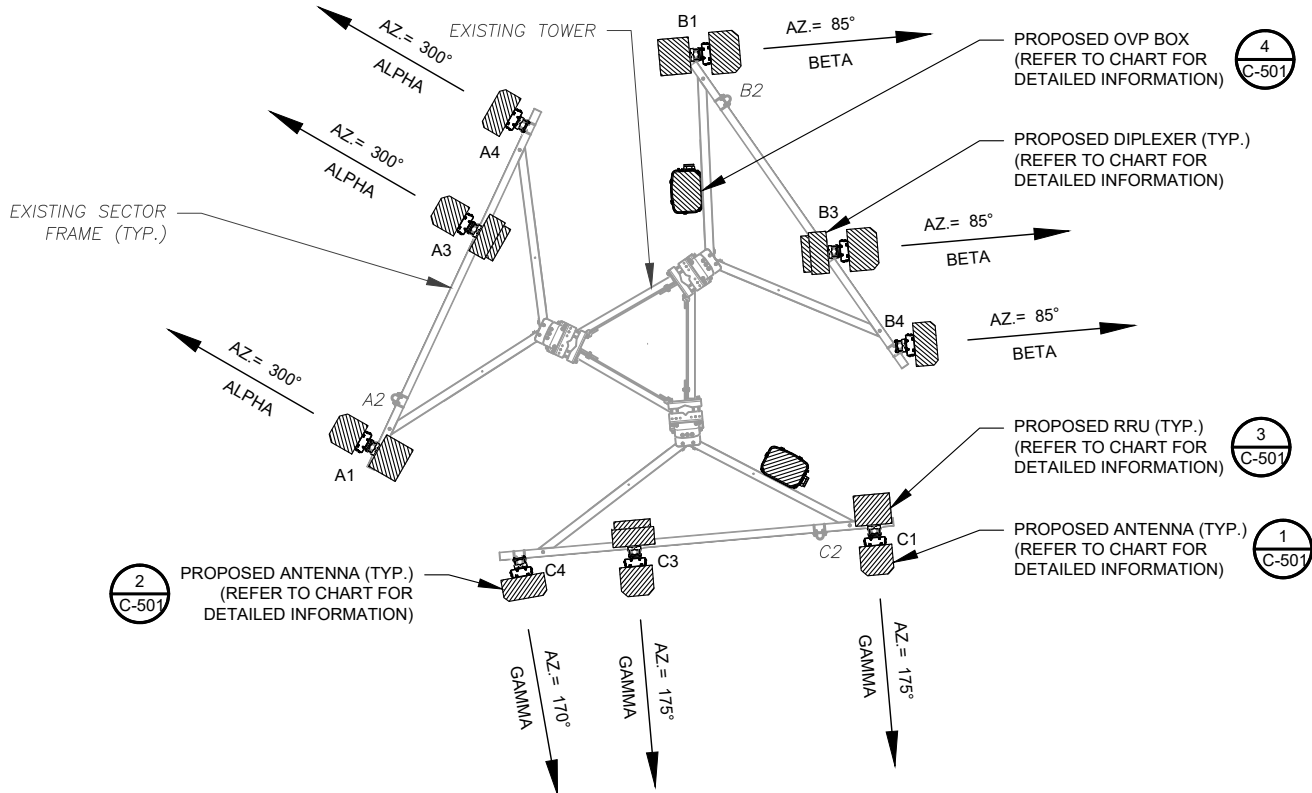 AZ.= 300°
ALPHA
EXISTING TOWER
B1
AZ.= 85°
BETA
PROPOSED OVP BOX
(REFER TO CHART FOR
DETAILED INFORMATION)
4
C-501
B2
A4
AZ.= 300°
ALPHA
PROPOSED DIPLEXER (TYP.)
(REFER TO CHART FOR
DETAILED INFORMATION)
EXISTING SECTOR
FRAME (TYP.)
A3
B3
AZ.= 85°
BETA
AZ.= 300°
ALPHA
B4
AZ.= 85°
BETA
A2
A1
PROPOSED RRU (TYP.)
(REFER TO CHART FOR
DETAILED INFORMATION)
3
C-501
C2
C1
PROPOSED ANTENNA (TYP.)
(REFER TO CHART FOR
DETAILED INFORMATION)
1
C-501
2
C-501
PROPOSED ANTENNA (TYP.)
(REFER TO CHART FOR
DETAILED INFORMATION)
C4
C3
AZ.= 170°
GAMMA
AZ.= 175°
GAMMA
AZ.= 175°
GAMMA